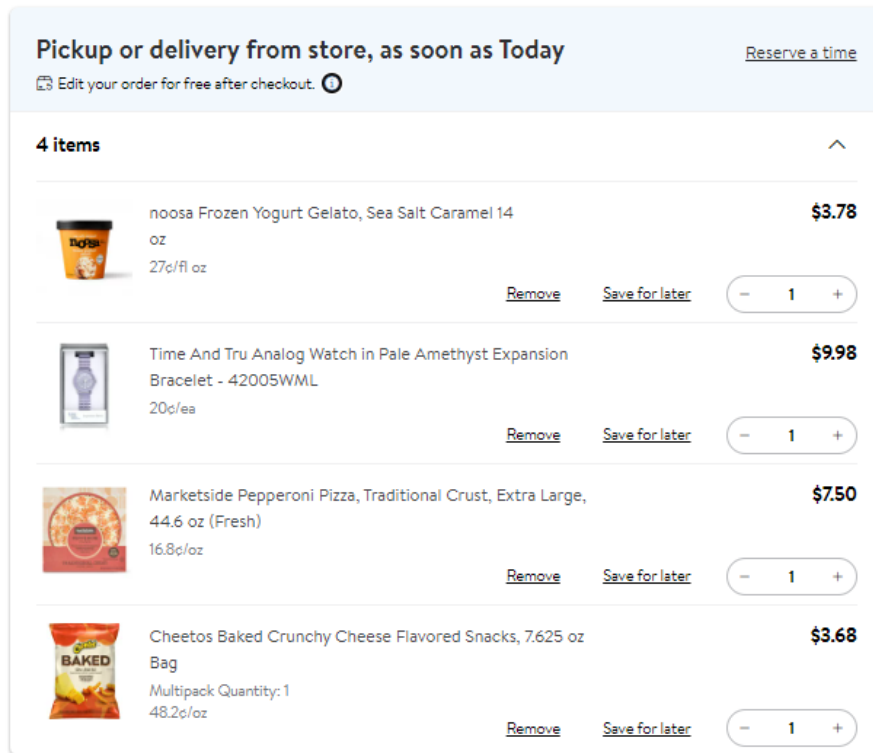 Pickup or delivery from store, as soon as Today
Reserve a time
Edit your order for free after checkout.
4 items
noosa Frozen Yogurt Gelato, Sea Salt Caramel 14
oz
$3.78
27¢/fl oz
Remove Save for later − 1 +
Time And Tru Analog Watch in Pale Amethyst Expansion
Bracelet - 42005WML
$9.98
20¢/ea
Remove Save for later − 1 +
Marketside Pepperoni Pizza, Traditional Crust, Extra Large,
44.6 oz (Fresh)
$7.50
16.8¢/oz
Remove Save for later − 1 +
Cheetos Baked Crunchy Cheese Flavored Snacks, 7.625 oz
Bag
$3.68
Multipack Quantity: 1
48.2¢/oz
Remove Save for later − 1 +
noosa
BAKED